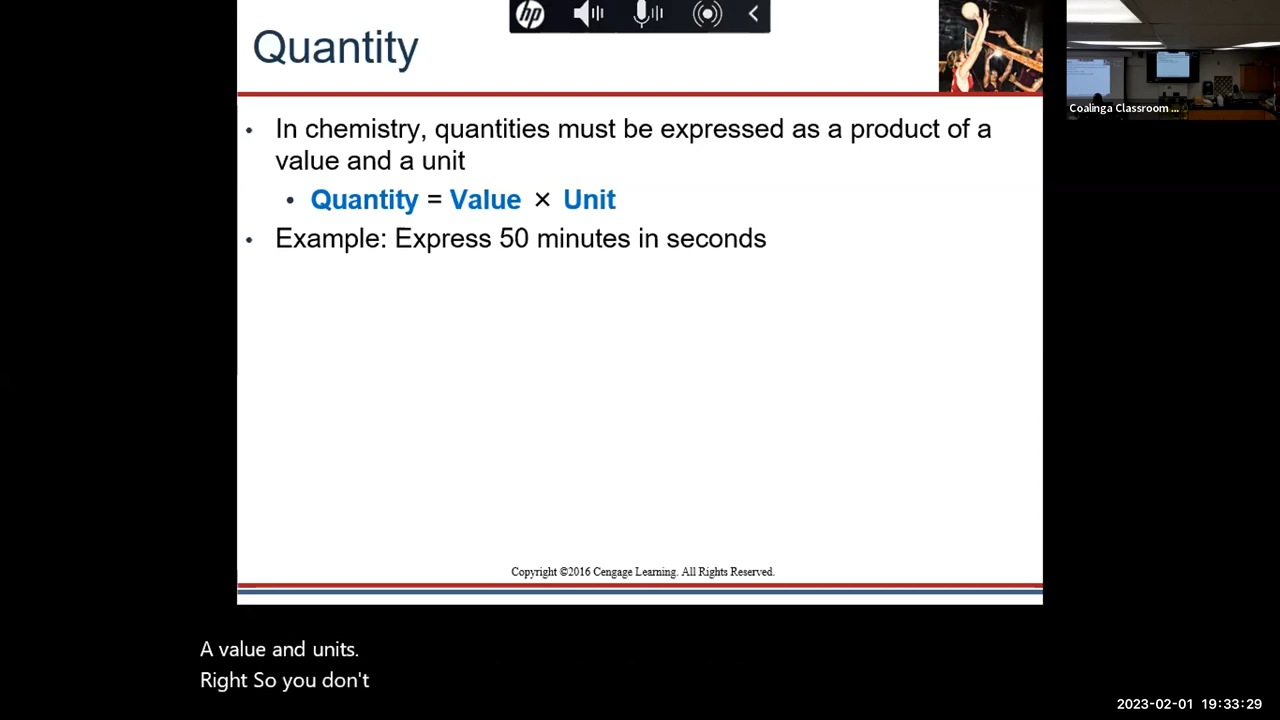 hp
Quantity
Coalinga Classroom ...
• In chemistry, quantities must be expressed as a product of a
value and a unit
• Quantity = Value × Unit
• Example: Express 50 minutes in seconds
Copyright ©2016 Cengage Learning. All Rights Reserved.
A value and units.
Right So you don't
2023-02-01 19:33:29